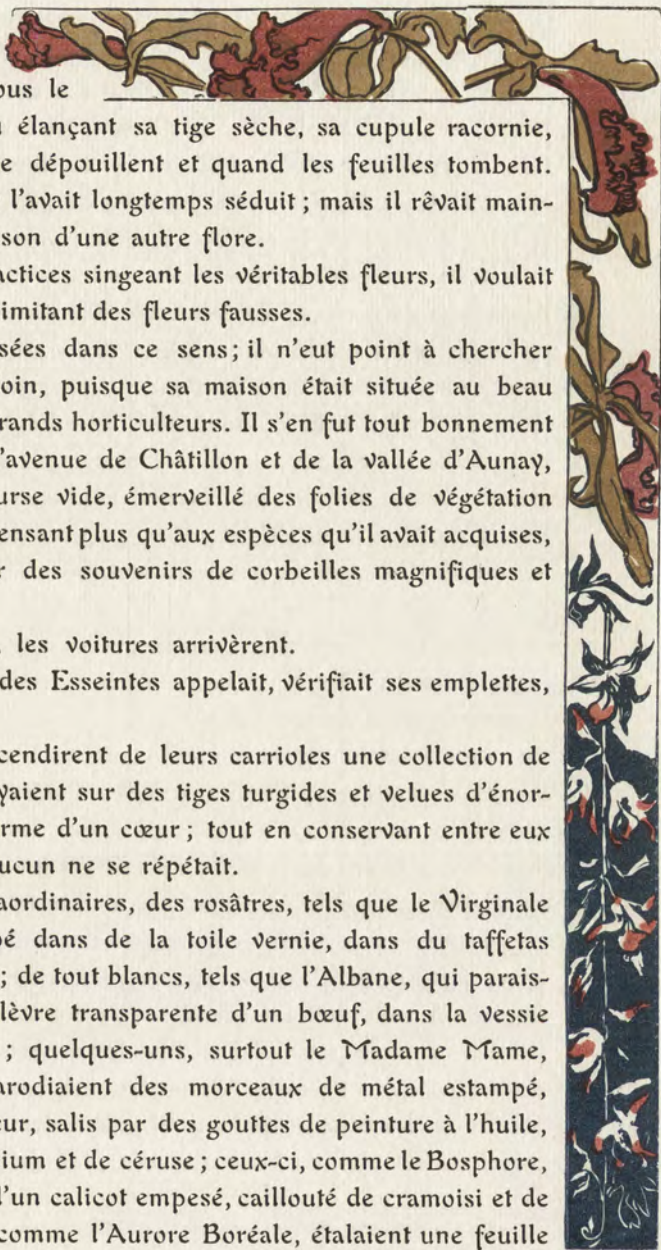 ous le
élançant sa tige sèche, sa cupule racornie,
e dépouillent et quand les feuilles tombent.
l'avait longtemps séduit ; mais il rêvait main-
son d'une autre flore.
actices singeant les véritables fleurs, il voulait
imitant des fleurs fausses.
sées dans ce sens ; il n'eut point à chercher
oin, puisque sa maison était située au beau
rands horticulteurs. Il s'en fut tout bonnement
l'avenue de Châtillon et de la vallée d'Aunay,
urse vide, émerveillé des folies de végétation
ensant plus qu'aux espèces qu'il avait acquises,
r des souvenirs de corbeilles magnifiques et
les voitures arrivèrent.
des Esseintes appelait, vérifiait ses emplettes,
cendirent de leurs carrioles une collection de
yaient sur des tiges turgides et velues d'énor-
rme d'un cœur ; tout en conservant entre eux
ucun ne se répétait.
aordinaires, des rosâtres, tels que le Virginale
pé dans de la toile vernie, dans du taffetas
; de tout blancs, tels que l'Albane, qui parais-
lèvre transparente d'un bœuf, dans la vessie
; quelques-uns, surtout le Madame Mame,
arodiaient des morceaux de métal estampé,
ur, salis par des gouttes de peinture à l'huile,
ium et de céruse ; ceux-ci, comme le Bosphore,
d'un calicot empesé, caillouté de cramoisi et de
comme l'Aurore Boréale, étalaient une feuille